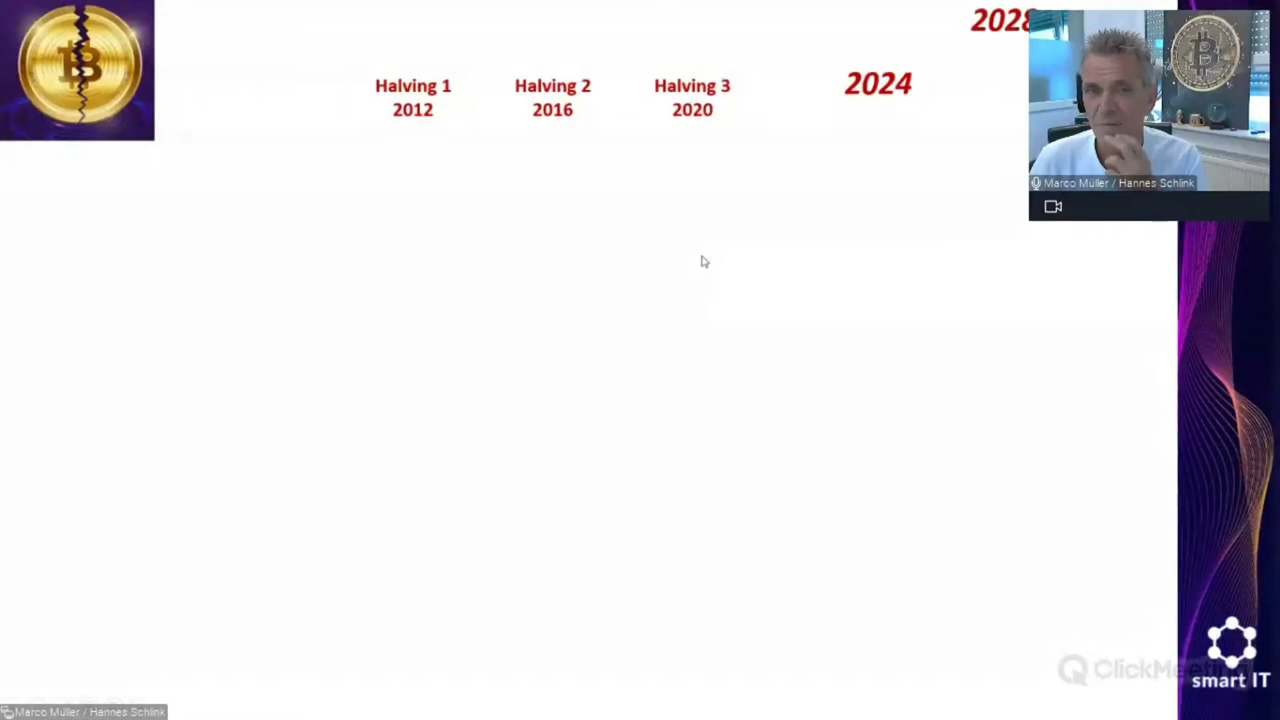 2028
Halving 1
2012
Halving 2
2016
Halving 3
2020
2024
Marco Müller / Hannes Schlink
smart IT
Marco Müller / Hannes Schlink